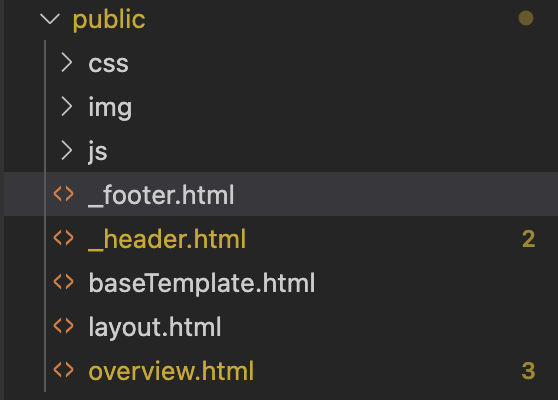 public
css
img
js
_footer.html
_header.html 2
baseTemplate.html
layout.html
overview.html 3